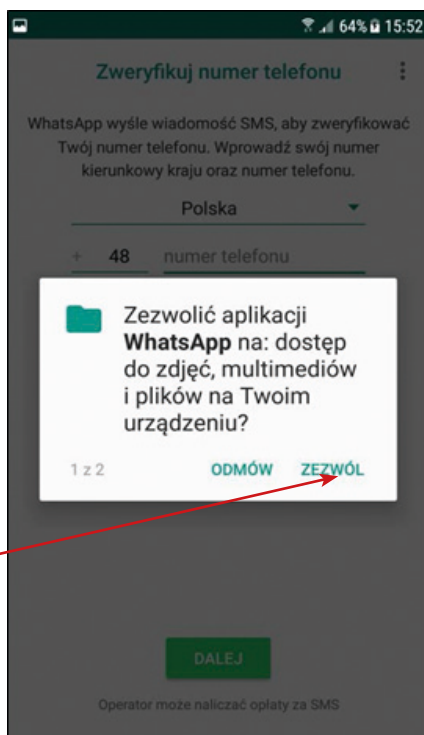 64% 15:52
Zweryfikuj numer telefonu
WhatsApp wyśle wiadomość SMS, aby zweryfikować
Twój numer telefonu. Wprowadź swój numer
kierunkowy kraju oraz numer telefonu.
Polska
+ 48 numer telefonu
Zezwolić aplikacji
WhatsApp na: dostęp
do zdjęć, multimediów
i plików na Twoim
urządzeniu?
1 z 2 ODMÓW ZEZWÓL
DALEJ
Operator może naliczać opłaty za SMS